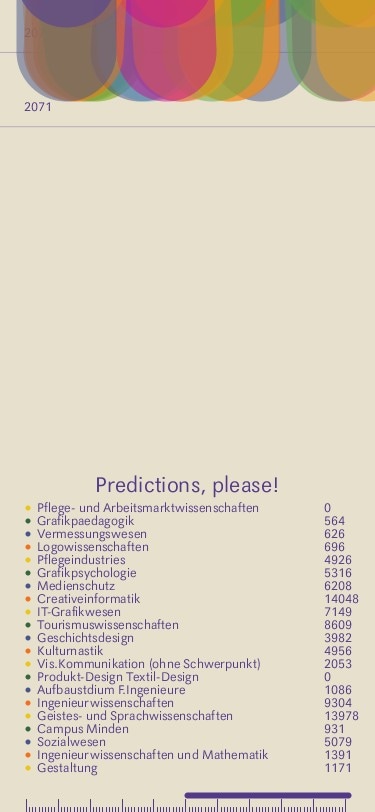 2071
Predictions, please!
Pflege- und Arbeitsmarktwissenschaften 0
Grafikpaedagogik 564
Vermessungswesen 626
Logowissenschaften 696
Pflegeindustries 4926
Grafikpsychologie 5316
Medienschutz 6208
Creativeinformatik 14048
IT-Grafikwesen 7149
Tourismuswissenschaften 8609
Geschichtsdesign 3982
Kulturnastik 4956
Vis.Kommunikation (ohne Schwerpunkt) 2053
Produkt-Design Textil-Design 0
Aufbaustdium F.Ingenieure 1086
Ingenieurwissenschaften 9304
Geistes- und Sprachwissenschaften 13978
Campus Minden 931
Sozialwesen 5079
Ingenieurwissenschaften und Mathematik 1391
Gestaltung 1171